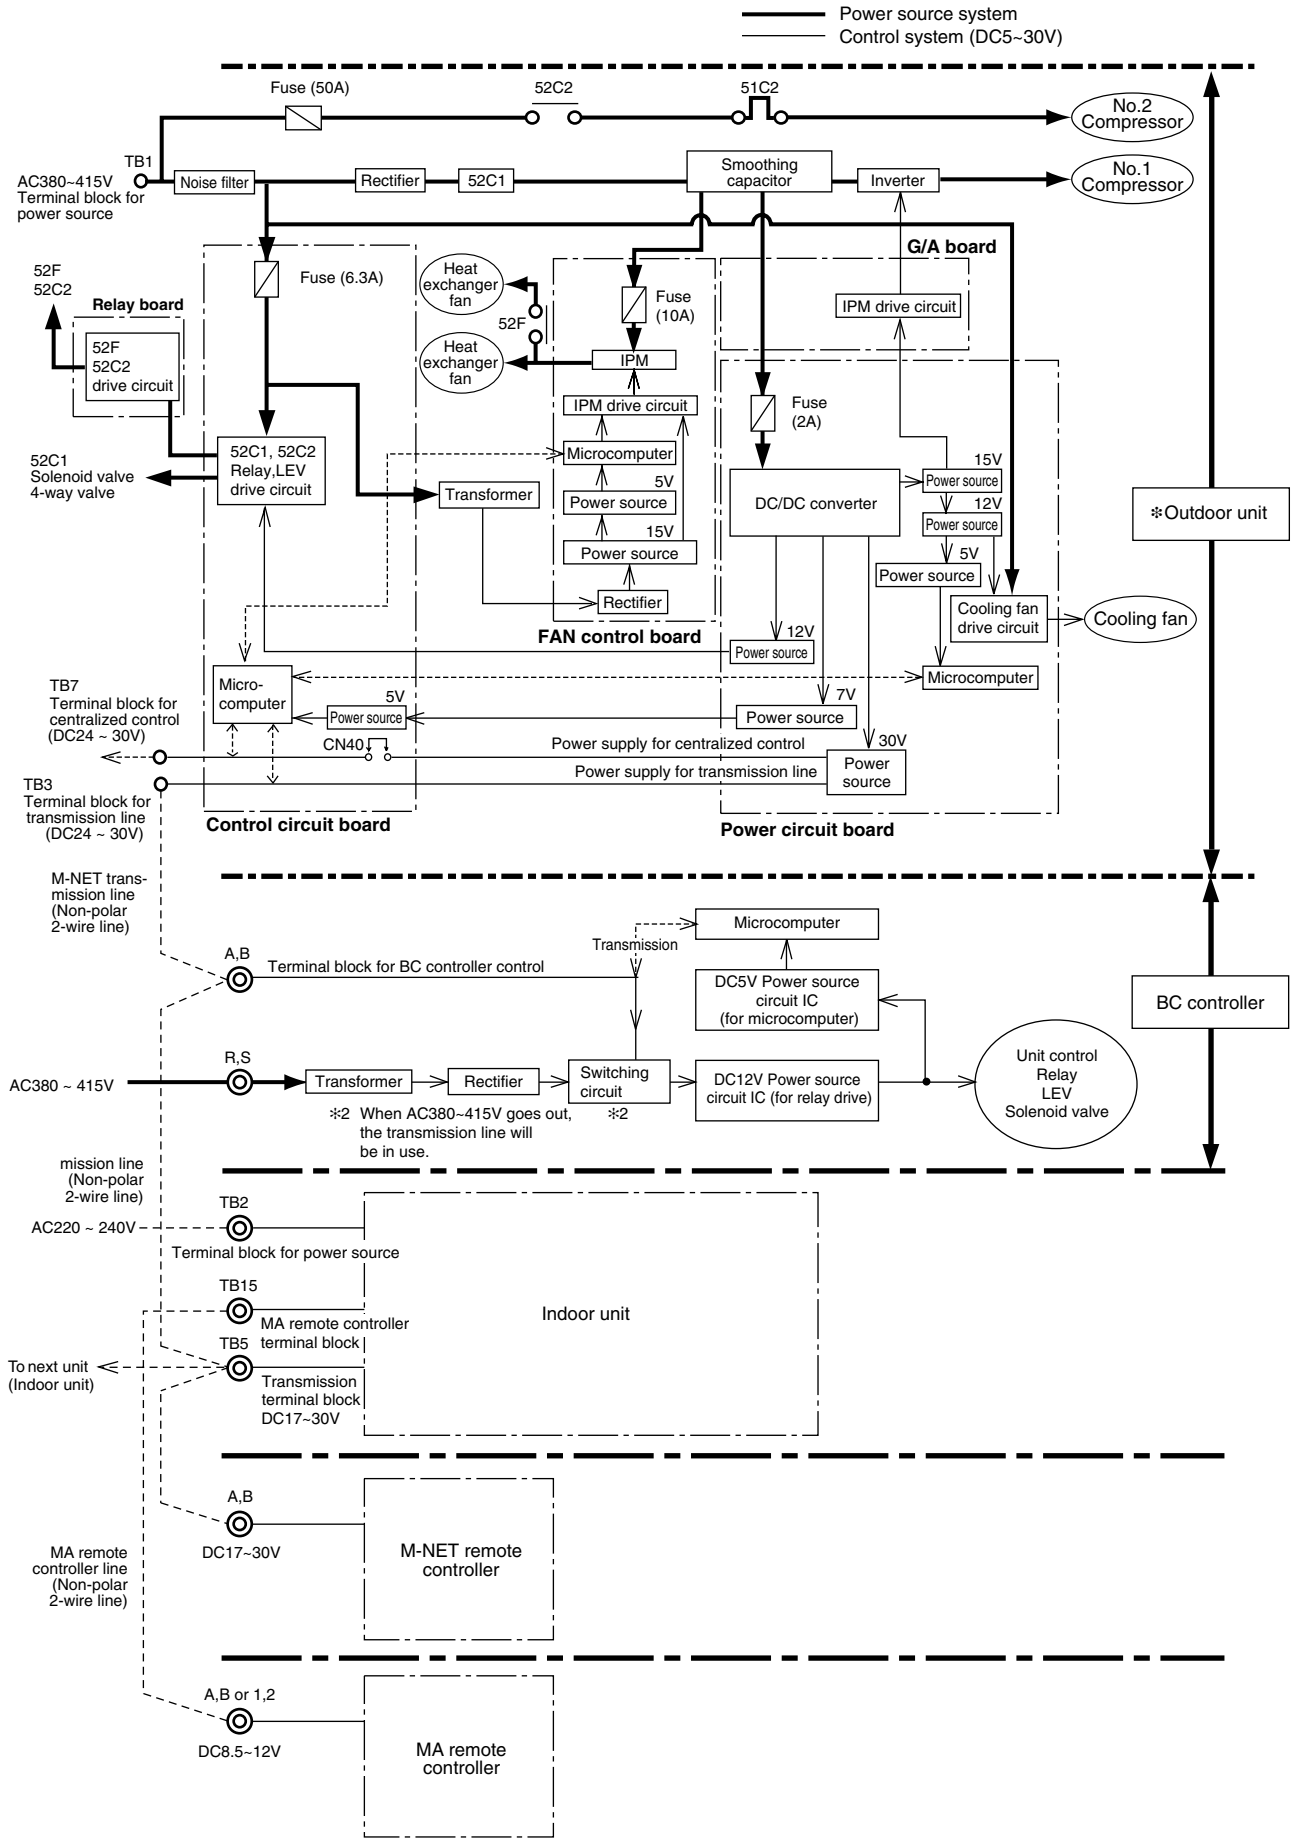 Power source system
Control system (DC5~30V)
Fuse (50A)
52C2
51C2
No.2
Compressor
TB1
AC380~415V
Terminal block for
power source
Noise filter
Rectifier
52C1
Smoothing
capacitor
Inverter
No.1
Compressor
G/A board
Fuse (6.3A)
Heat
exchanger
fan
52F
Heat
exchanger
fan
Fuse
(10A)
IPM
IPM drive circuit
52F
52C2
Relay board
52F
52C2
drive circuit
IPM drive circuit
Fuse
(2A)
52C1
Solenoid valve
4-way valve
52C1, 52C2
Relay,LEV
drive circuit
Transformer
Microcomputer
5V
Power source
15V
Power source
Rectifier
FAN control board
DC/DC converter
15V
Power source
12V
Power source
5V
Power source
Cooling fan
drive circuit
Cooling fan
✻Outdoor unit
12V
Power source
Microcomputer
Micro-
computer
5V
Power source
7V
Power source
TB7
Terminal block for
centralized control
(DC24 ~ 30V)
CN40
Power supply for centralized control
30V
Power
source
Power supply for transmission line
TB3
Terminal block for
transmission line
(DC24 ~ 30V)
Control circuit board
Power circuit board
M-NET trans-
mission line
(Non-polar
2-wire line)
A,B
Terminal block for BC controller control
Transmission
Microcomputer
DC5V Power source
circuit IC
(for microcomputer)
BC controller
AC380 ~ 415V
R,S
Transformer
Rectifier
Switching
circuit
✻2
DC12V Power source
circuit IC (for relay drive)
Unit control
Relay
LEV
Solenoid valve
✻2 When AC380~415V goes out,
the transmission line will
be in use.
mission line
(Non-polar
2-wire line)
TB2
AC220 ~ 240V
Terminal block for power source
TB15
MA remote controller
terminal block
Indoor unit
TB5
To next unit
(Indoor unit)
Transmission
terminal block
DC17~30V
A,B
DC17~30V
M-NET remote
controller
MA remote
controller line
(Non-polar
2-wire line)
A,B or 1,2
DC8.5~12V
MA remote
controller